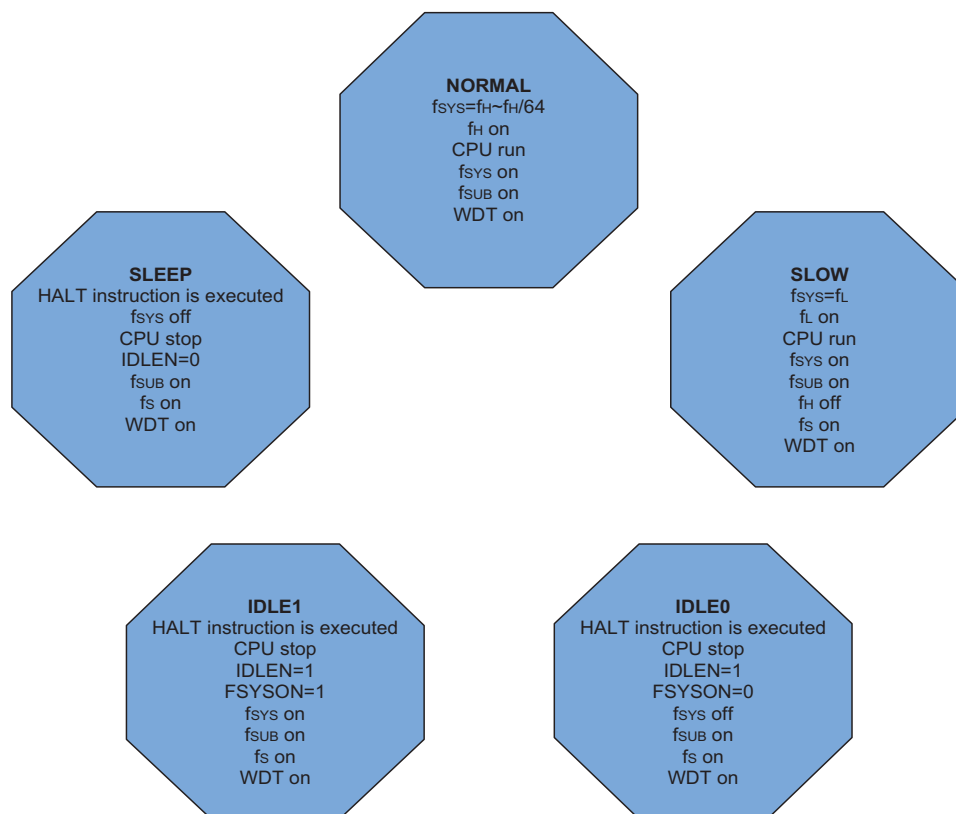 NORMAL
fSYS=fH~fH/64
fH on
CPU run
fSYS on
fSUB on
WDT on
SLEEP
HALT instruction is executed
fSYS off
CPU stop
IDLEN=0
fSUB on
fS on
WDT on
SLOW
fSYS=fL
fL on
CPU run
fSYS on
fSUB on
fH off
fS on
WDT on
IDLE1
HALT instruction is executed
CPU stop
IDLEN=1
FSYSON=1
fSYS on
fSUB on
fS on
WDT on
IDLE0
HALT instruction is executed
CPU stop
IDLEN=1
FSYSON=0
fSYS off
fSUB on
fS on
WDT on